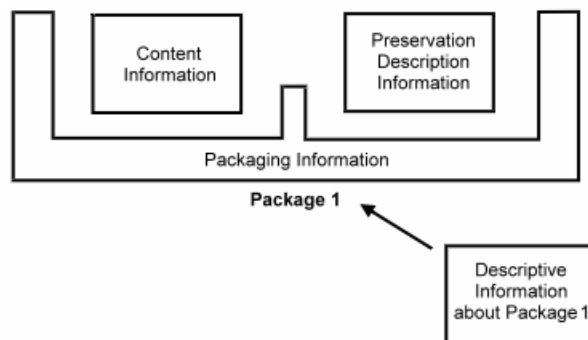 Content
Information
Preservation
Description
Information
Packaging Information
Package 1
Descriptive
Information
about Package 1